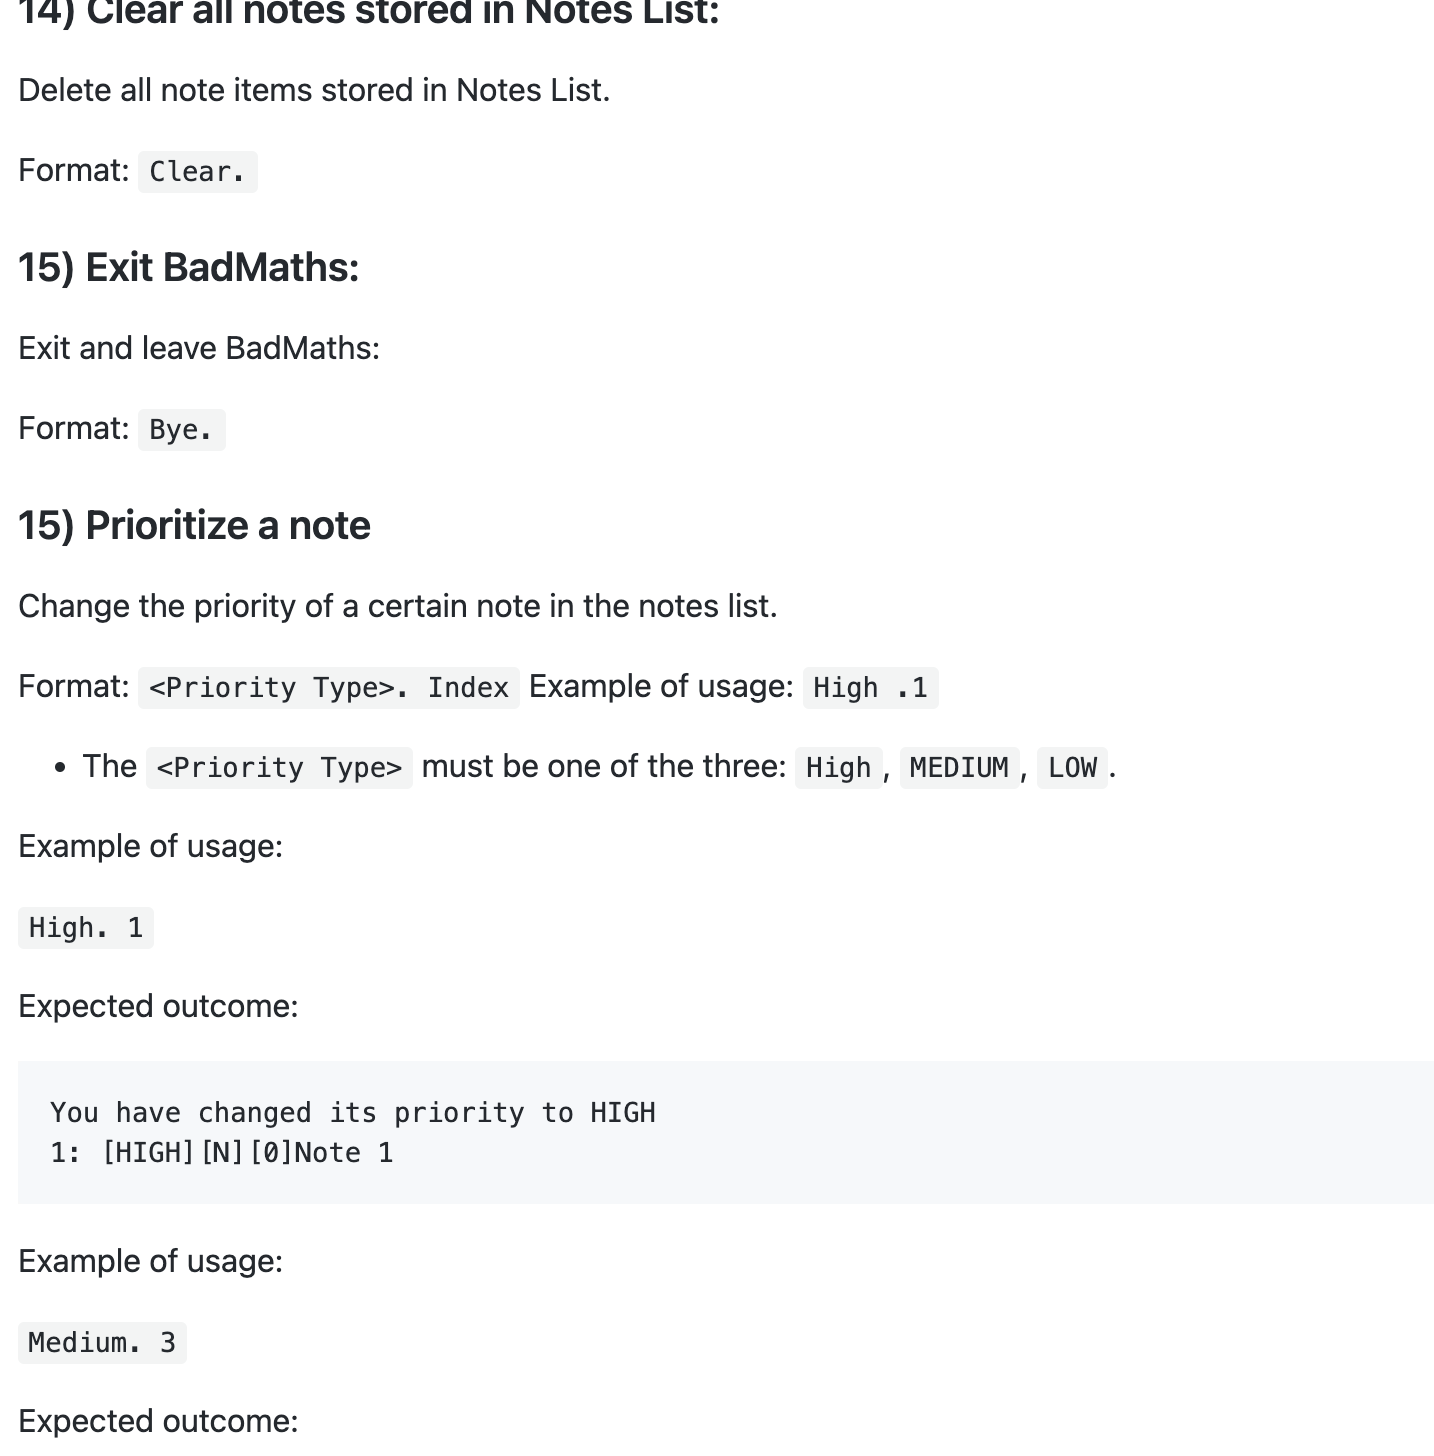 14) Clear all notes stored in Notes List:
Delete all note items stored in Notes List.
Format: Clear.
15) Exit BadMaths:
Exit and leave BadMaths:
Format: Bye.
15) Prioritize a note
Change the priority of a certain note in the notes list.
Format: <Priority Type>. Index Example of usage: High .1
• The <Priority Type> must be one of the three: High, MEDIUM, LOW.
Example of usage:
High. 1
Expected outcome:
You have changed its priority to HIGH
1: [HIGH][N][0]Note 1
Example of usage:
Medium. 3
Expected outcome: